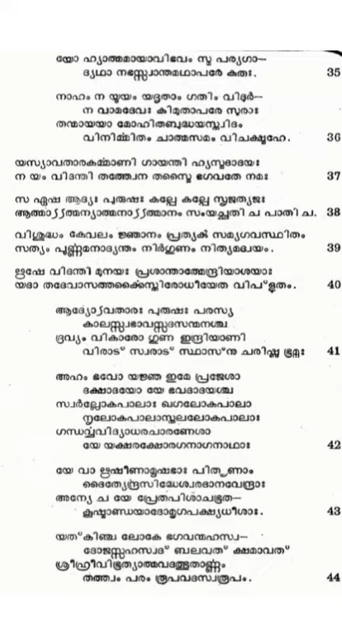 യോ ഹ്യാത്മമായാവിഭവം സ്മ പര്യഗാ—
ദ്യഥാ നഭസ്സ്വാന്തമഥാപരേ കുതഃ. 35
നാഹം ന യൂയം യദൃതാം ഗതിം വിദുർ—
ന വാമദേവഃ കിമുതാപരേ സുരാഃ
തന്മായയാ മോഹിതബുദ്ധയസ്ത്വിദം
വിനിർമ്മിതം ചാത്മസമം വിചക്ഷ്മഹേ. 36
യസ്യാവതാരകർമ്മാണി ഗായന്തി ഹ്യസ്മദാദയഃ
ന യം വിദന്തി തത്ത്വേന തസ്മൈ ഭഗവതേ നമഃ 37
സ ഏഷ ആദ്യഃ പുരുഷഃ കല്പേ കല്പേ സൃജത്യജഃ
ആത്മാഽഽത്മന്യാത്മനാഽഽത്മാനം സംയച്ഛതി ച പാതി ച. 38
വിശുദ്ധം കേവലം ജ്ഞാനം പ്രത്യക് സമ്യഗവസ്ഥിതം
സത്യം പൂർണ്ണമനാദ്യന്തം നിർഗുണം നിത്യമദ്വയം. 39
ഋഷേ വിദന്തി മുനയഃ പ്രശാന്താത്മേന്ദ്രിയാശയാഃ
യദാ തദേവാസത്തർക്കൈസ്തിരോധീയേത വിപ്ളുതം. 40
ആദ്യോഽവതാരഃ പുരുഷഃ പരസ്യ
കാലസ്സ്വഭാവസ്സദസന്മനശ്ച
ദ്രവ്യം വികാരോ ഗുണ ഇന്ദ്രിയാണി
വിരാട് സ്വരാട് സ്ഥാസ്നു ചരിഷ്ണു ഭൂമ്നഃ 41
അഹം ഭവോ യജ്ഞ ഇമേ പ്രജേശാ
ദക്ഷാദയോ യേ ഭവദാദയശ്ച
സ്വർല്ലോകപാലാഃ ഖഗലോകപാലാ
നൃലോകപാലാസ്തലലോകപാലാഃ
ഗന്ധർവ്വവിദ്യാധരചാരണേശാ
യേ യക്ഷരക്ഷോരഗനാഗനാഥാഃ 42
യേ വാ ഋഷീണാമൃഷഭാഃ പിതൄണാം
ദൈത്യേന്ദ്രസിദ്ധേശ്വരദാനവേന്ദ്രാഃ
അന്യേ ച യേ പ്രേതപിശാചഭൂത—
കൂഷ്മാണ്ഡയാദോമൃഗപക്ഷ്യധീശാഃ. 43
യത് കിഞ്ച ലോകേ ഭഗവന്മഹസ്വ—
ദോജസ്സഹസ്വദ് ബലവത് ക്ഷമാവത്
ശ്രീഹ്രീവിഭൂത്യാത്മവദത്ഭുതാർണ്ണം
തത്ത്വം പരം രൂപവദസ്വരൂപം. 44